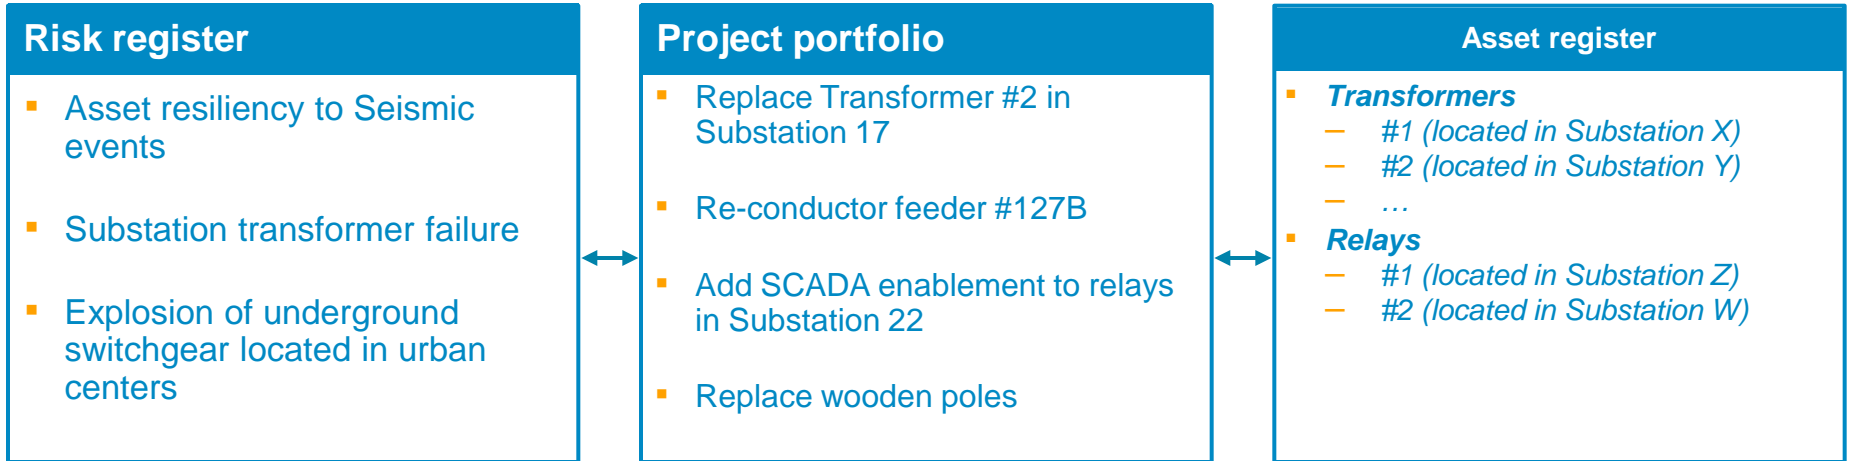 Risk register
▪ Asset resiliency to Seismic
events
▪ Substation transformer failure
▪ Explosion of underground
switchgear located in urban
centers
Project portfolio
▪ Replace Transformer #2 in
Substation 17
▪ Re-conductor feeder #127B
▪ Add SCADA enablement to relays
in Substation 22
▪ Replace wooden poles
Asset register
▪ Transformers
– #1 (located in Substation X)
– #2 (located in Substation Y)
– …
▪ Relays
– #1 (located in Substation Z)
– #2 (located in Substation W)